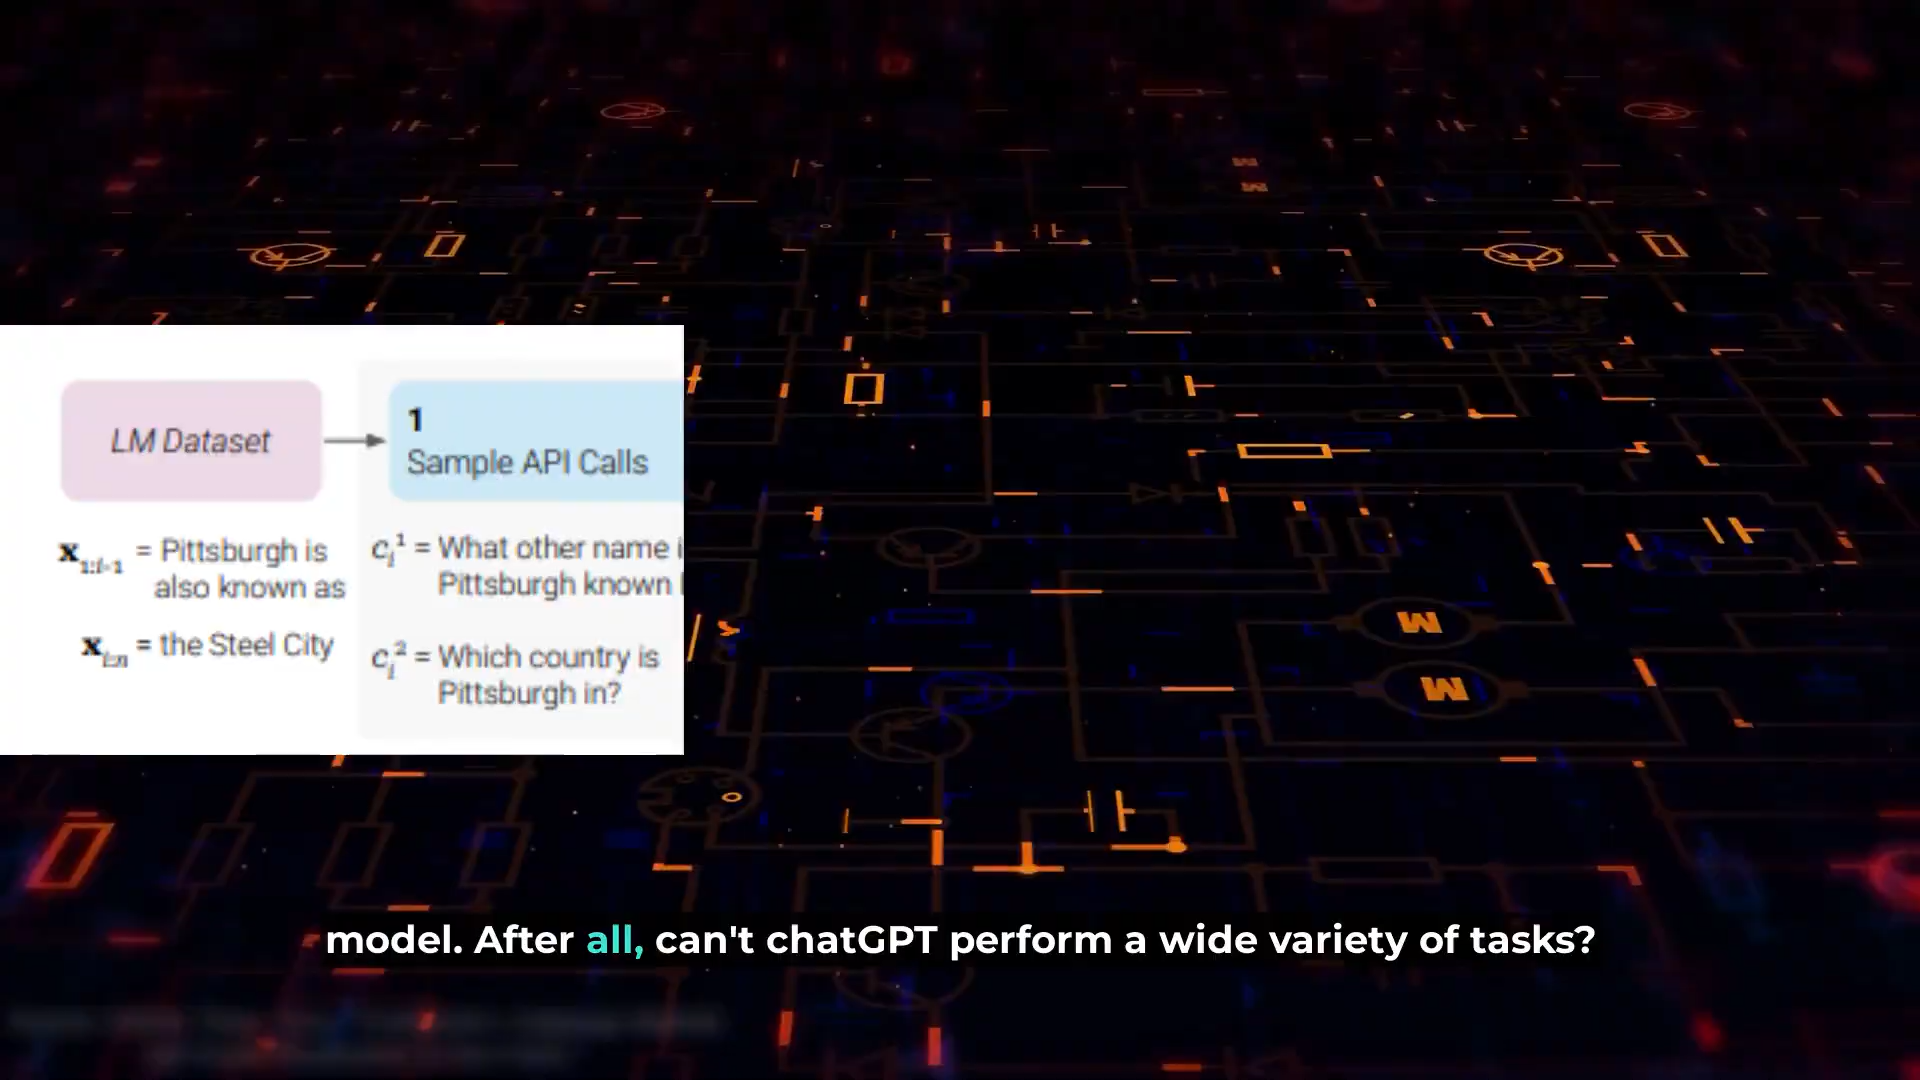 LM Dataset
1
Sample API Calls
x1:i-1 = Pittsburgh is
also known as
xi:n = the Steel City
ci1 = What other name i
Pittsburgh known
ci2 = Which country is
Pittsburgh in?
M
M
model. After all, can't chatGPT perform a wide variety of tasks?